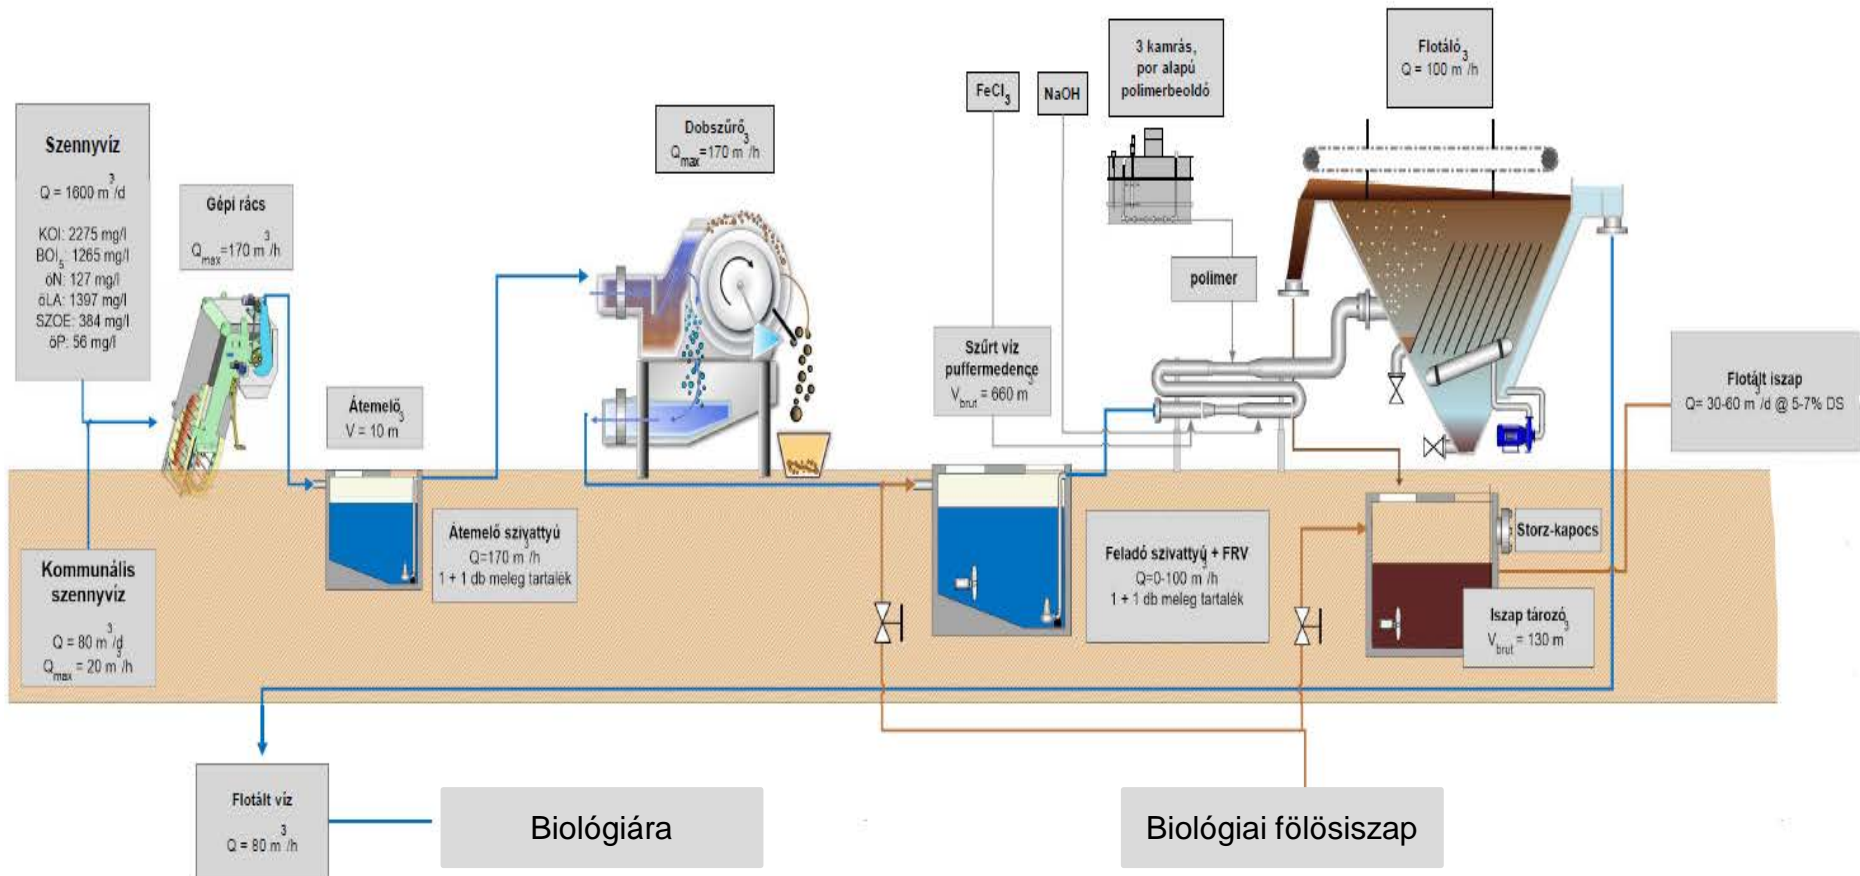 Szennyvíz
Q = 1600 m³/d
KOI: 2275 mg/l
BOI₅: 1265 mg/l
öN: 127 mg/l
öLA: 1397 mg/l
SZOE: 384 mg/l
öP: 56 mg/l
Gépi rács
Qmax=170 m³/h
Kommunális
szennyvíz
Q = 80 m³/d
Qmax = 20 m³/h
Átemelő
V = 10 m³
Átemelő szivattyú
Q=170 m³/h
1 + 1 db meleg tartalék
Dobszűrő
Qmax=170 m³/h
FeCl₃
NaOH
3 kamrás,
por alapú
polimerbeoldó
polimer
Flotáló
Q = 100 m³/h
Szűrt víz
puffermedence
Vbrut = 660 m³
Feladó szivattyú + FRV
Q=0-100 m³/h
1 + 1 db meleg tartalék
Flotált iszap
Q= 30-60 m³/d @ 5-7% DS
Storz-kapocs
Iszap tározó
Vbrut = 130 m³
Flotált víz
Q = 80 m³/h
Biológiára
Biológiai fölösiszap